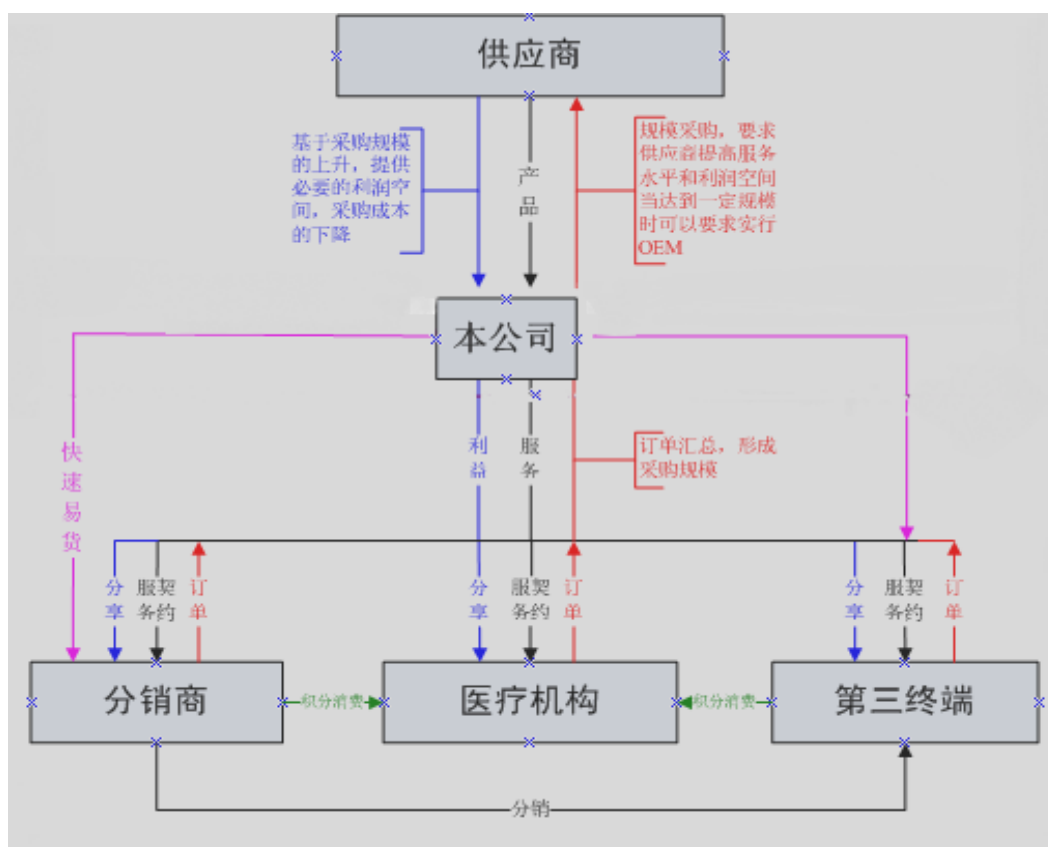 供应商
基于采购规模
的上升，提供
必要的利润空
间，采购成本
的下降
产品
规模采购，要求
供应商提高服务
水平和利润空间
当达到一定规模
时可以要求实行
OEM
本公司
快速易货
利益
服务
订单汇总，形成
采购规模
分享
服务契约
订单
分享
服务契约
订单
分享
服务契约
订单
分销商
积分消费
医疗机构
积分消费
第三终端
分销